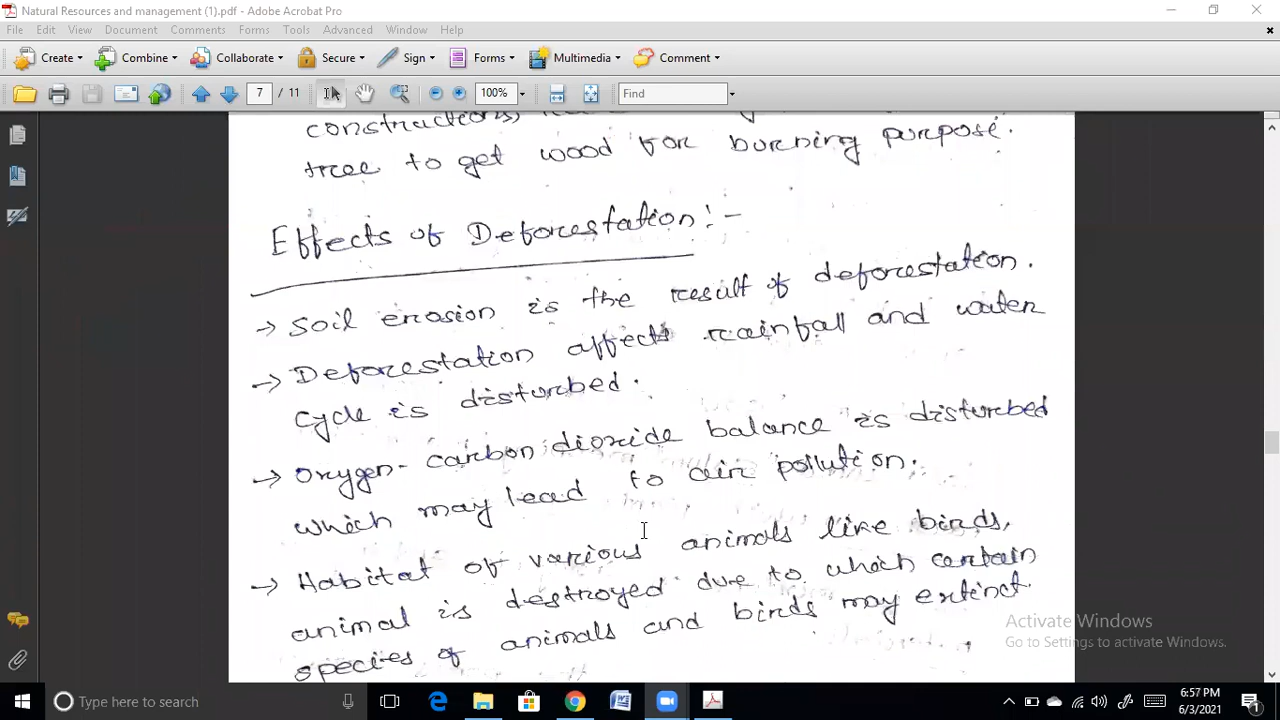 Natural Resources and management (1).pdf - Adobe Acrobat Pro
File Edit View Document Comments Forms Tools Advanced Window Help
Create Combine Collaborate Secure Sign Forms Multimedia Comment
7 / 11 100% Find
constructions,
tree to get wood for burning purpose.
Effects of Deforestation:-
→ Soil erosion is the result of deforestation.
→ Deforestation affects rainfall and water
cycle is disturbed.
→ Oxygen-carbon dioxide balance is disturbed
which may lead to air pollution.
→ Habitat of various animals like birds,
animal is destroyed due to which certain
species of animals and birds may extinct.
Activate Windows
Go to Settings to activate Windows.
Type here to search
6:57 PM
6/3/2021